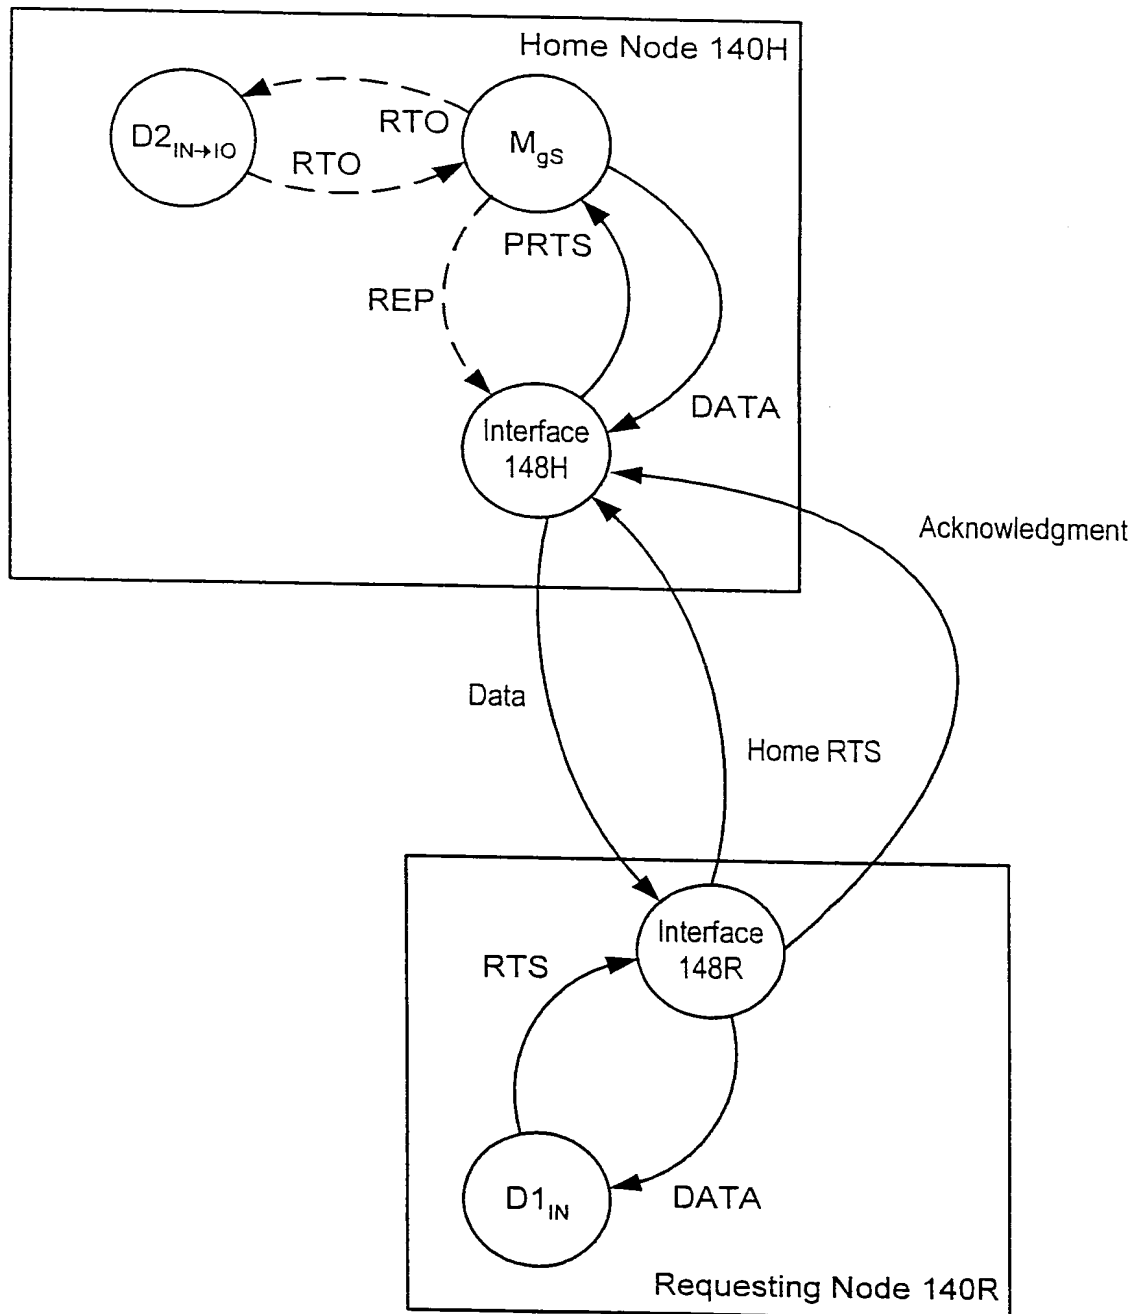 Home Node 140H
RTO
D2IN→IO
MgS
RTO
PRTS
REP
DATA
Interface
148H
Acknowledgment
Data
Home RTS
Interface
148R
RTS
D1IN
DATA
Requesting Node 140R